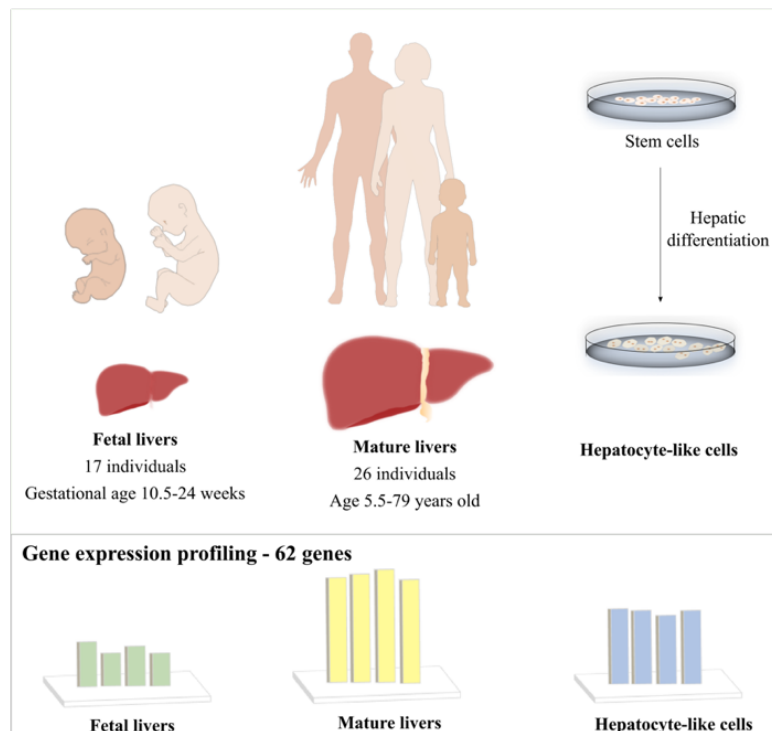 Stem cells
Hepatic
differentiation
Fetal livers
17 individuals
Gestational age 10.5-24 weeks
Mature livers
26 individuals
Age 5.5-79 years old
Hepatocyte-like cells
Gene expression profiling - 62 genes
Fetal livers
Mature livers
Hepatocyte-like cells